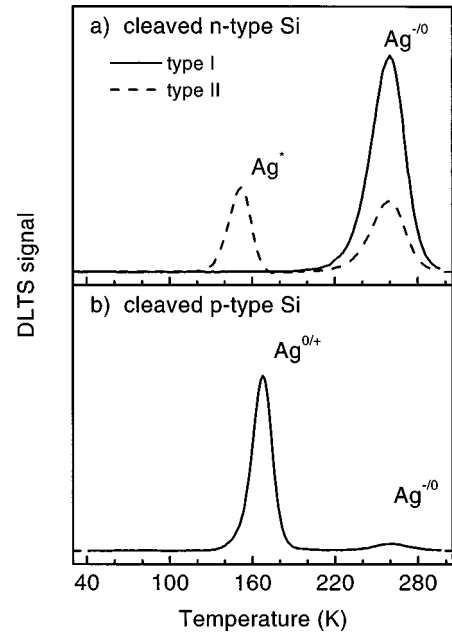 a) cleaved n-type Si
type I
type II
Ag-/0
Ag*
DLTS signal
b) cleaved p-type Si
Ag0/+
Ag-/0
40 100 160 220 280
Temperature (K)